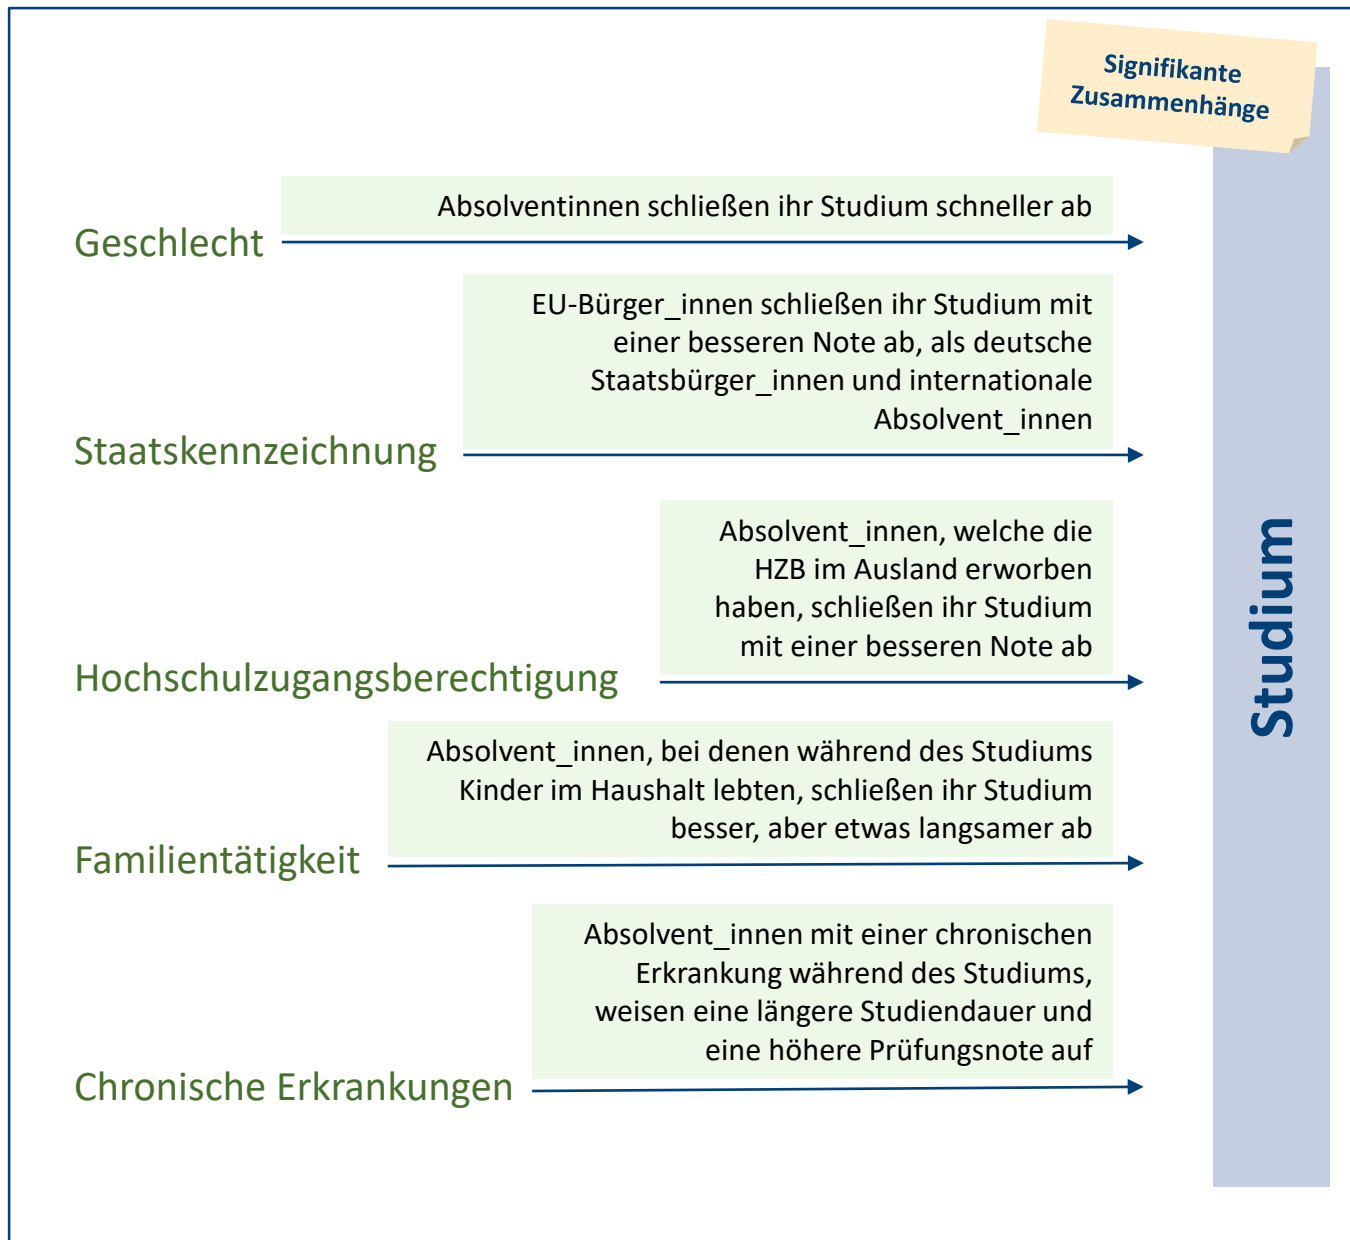 Signifikante
Zusammenhänge
Absolventinnen schließen ihr Studium schneller ab
Geschlecht
EU-Bürger_innen schließen ihr Studium mit
einer besseren Note ab, als deutsche
Staatsbürger_innen und internationale
Absolvent_innen
Staatskennzeichnung
Absolvent_innen, welche die
HZB im Ausland erworben
haben, schließen ihr Studium
mit einer besseren Note ab
Hochschulzugangsberechtigung
Absolvent_innen, bei denen während des Studiums
Kinder im Haushalt lebten, schließen ihr Studium
besser, aber etwas langsamer ab
Familientätigkeit
Absolvent_innen mit einer chronischen
Erkrankung während des Studiums,
weisen eine längere Studiendauer und
eine höhere Prüfungsnote auf
Chronische Erkrankungen
Studium